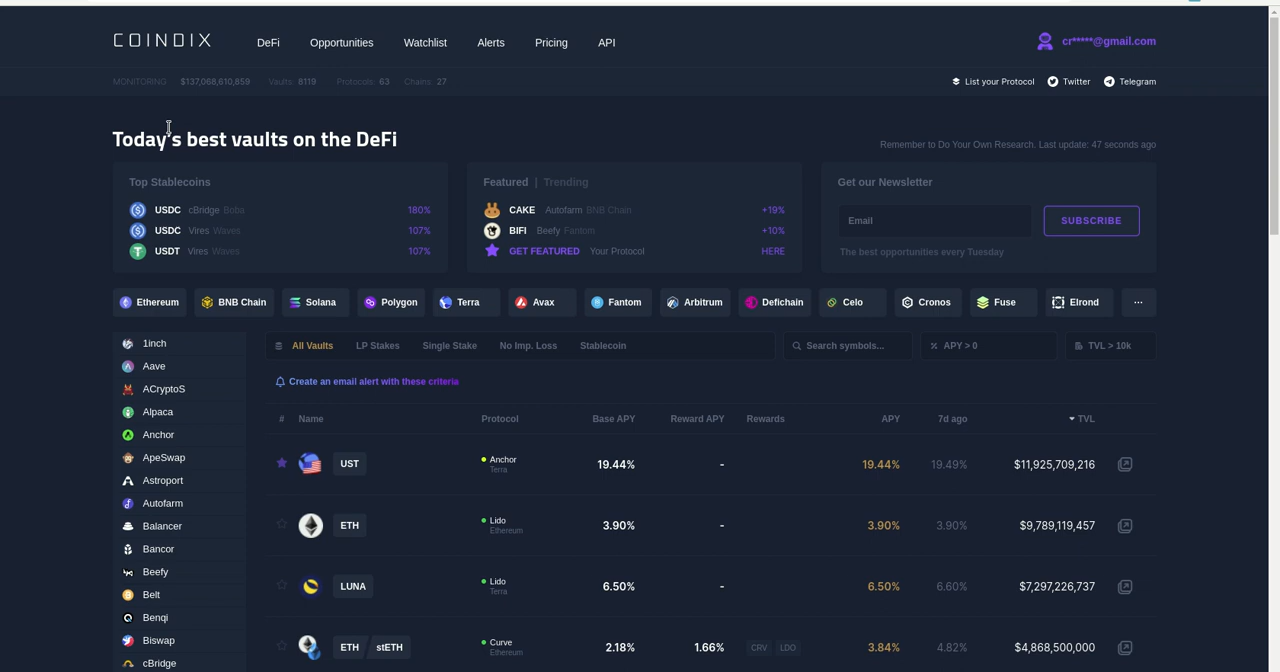 COINDIX DeFi Opportunities Watchlist Alerts Pricing API cr*****@gmail.com
MONITORING $137,068,610,859 Vaults: 8119 Protocols: 63 Chains: 27 List your Protocol Twitter Telegram
Today's best vaults on the DeFi
Remember to Do Your Own Research. Last update: 47 seconds ago
Top Stablecoins
USDC cBridge Boba 180%
USDC Vires Waves 107%
USDT Vires Waves 107%
Featured | Trending
CAKE Autofarm BNB Chain +19%
BIFI Beefy Fantom +10%
GET FEATURED Your Protocol HERE
Get our Newsletter
Email SUBSCRIBE
The best opportunities every Tuesday
Ethereum BNB Chain Solana Polygon Terra Avax Fantom Arbitrum Defichain Celo Cronos Fuse Elrond ...
1inch
Aave
ACryptoS
Alpaca
Anchor
ApeSwap
Astroport
Autofarm
Balancer
Bancor
Beefy
Belt
Benqi
Biswap
cBridge
All Vaults LP Stakes Single Stake No Imp. Loss Stablecoin Search symbols... % APY > 0 TVL > 10k
Create an email alert with these criteria
# Name Protocol Base APY Reward APY Rewards APY 7d ago TVL
UST Anchor 19.44% - 19.44% 19.49% $11,925,709,216
Terra
ETH Lido 3.90% - 3.90% 3.90% $9,789,119,457
Ethereum
LUNA Lido 6.50% - 6.50% 6.60% $7,297,226,737
Terra
ETH / stETH Curve 2.18% 1.66% CRV LDO 3.84% 4.82% $4,868,500,000
Ethereum